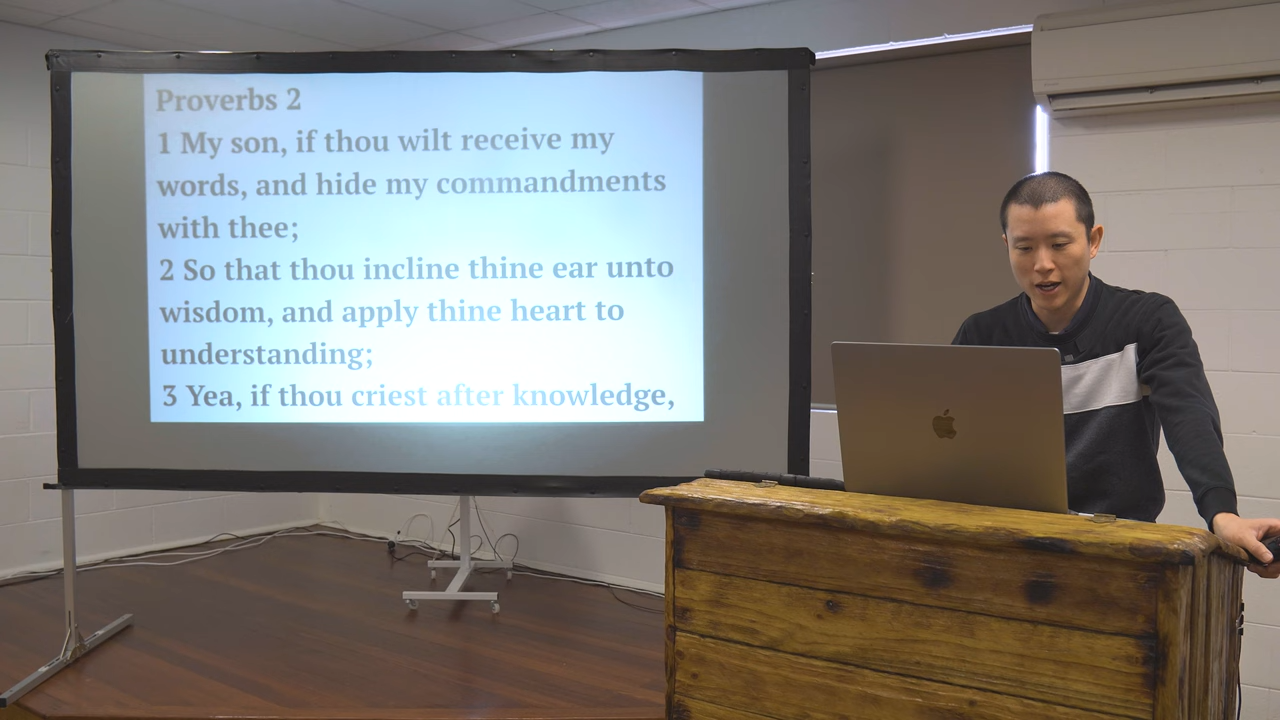 Proverbs 2
1 My son, if thou wilt receive my
words, and hide my commandments
with thee;
2 So that thou incline thine ear unto
wisdom, and apply thine heart to
understanding;
3 Yea, if thou criest after knowledge,